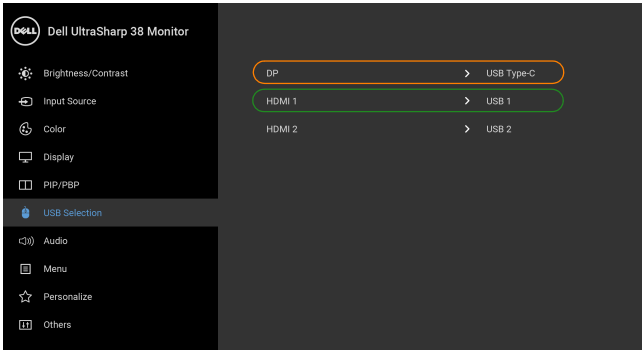 DELL Dell UltraSharp 38 Monitor
Brightness/Contrast
Input Source
Color
Display
PIP/PBP
USB Selection
Audio
Menu
Personalize
Others
DP > USB Type-C
HDMI 1 > USB 1
HDMI 2 > USB 2